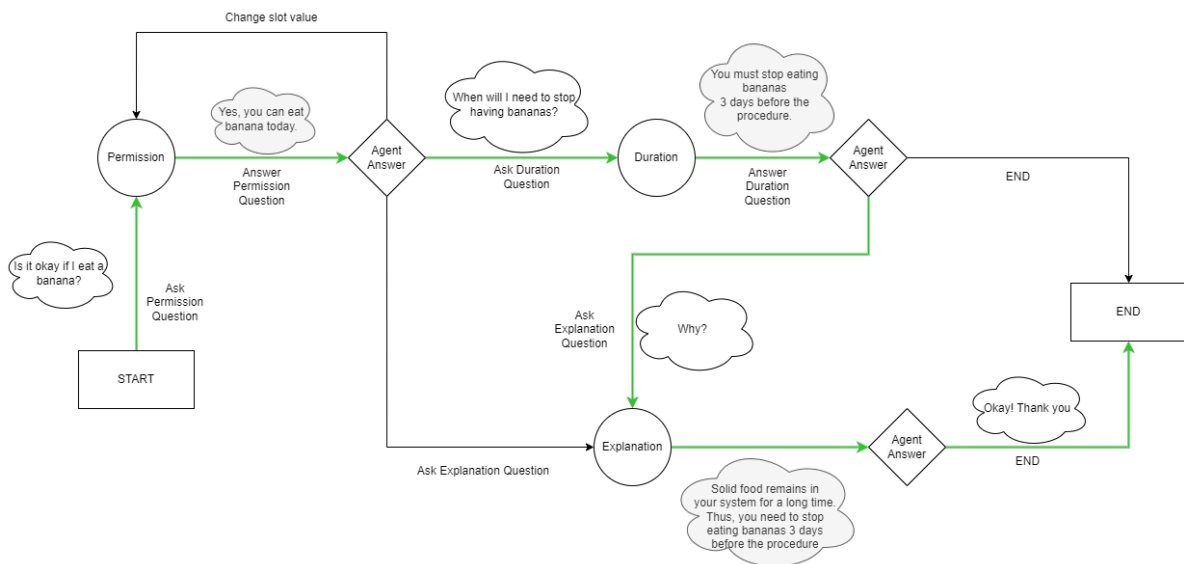 Change slot value
Yes, you can eat
banana today.
When will I need to stop
having bananas?
You must stop eating
bananas
3 days before the
procedure.
Permission
Agent
Answer
Duration
Agent
Answer
Answer
Permission
Question
Ask Duration
Question
Answer
Duration
Question
END
Is it okay if I eat a
banana?
Ask
Permission
Question
Ask
Explanation
Question
Why?
END
START
Okay! Thank you
Explanation
Agent
Answer
Ask Explanation Question
END
Solid food remains in
your system for a long time.
Thus, you need to stop
eating bananas 3 days
before the procedure